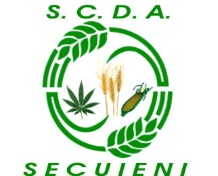 S. C. D. A.
SECUIENI